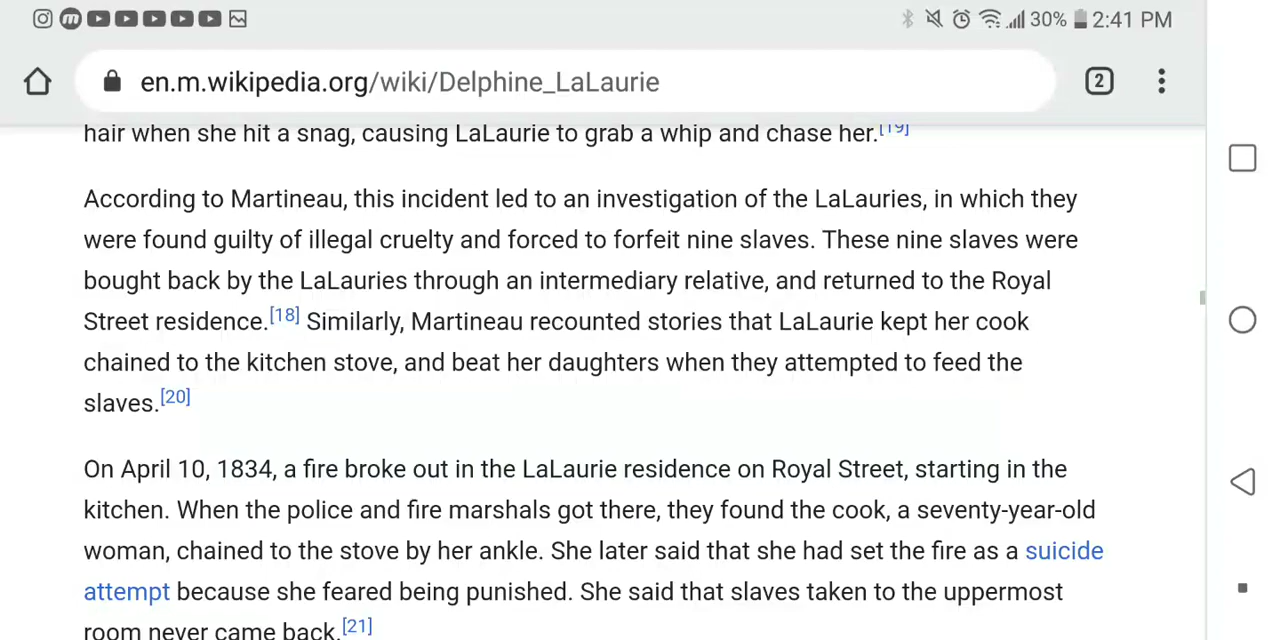 30% 2:41 PM
en.m.wikipedia.org/wiki/Delphine_LaLaurie
2
hair when she hit a snag, causing LaLaurie to grab a whip and chase her.[19]
According to Martineau, this incident led to an investigation of the LaLauries, in which they
were found guilty of illegal cruelty and forced to forfeit nine slaves. These nine slaves were
bought back by the LaLauries through an intermediary relative, and returned to the Royal
Street residence.[18] Similarly, Martineau recounted stories that LaLaurie kept her cook
chained to the kitchen stove, and beat her daughters when they attempted to feed the
slaves.[20]
On April 10, 1834, a fire broke out in the LaLaurie residence on Royal Street, starting in the
kitchen. When the police and fire marshals got there, they found the cook, a seventy-year-old
woman, chained to the stove by her ankle. She later said that she had set the fire as a suicide
attempt because she feared being punished. She said that slaves taken to the uppermost
room never came back.[21]